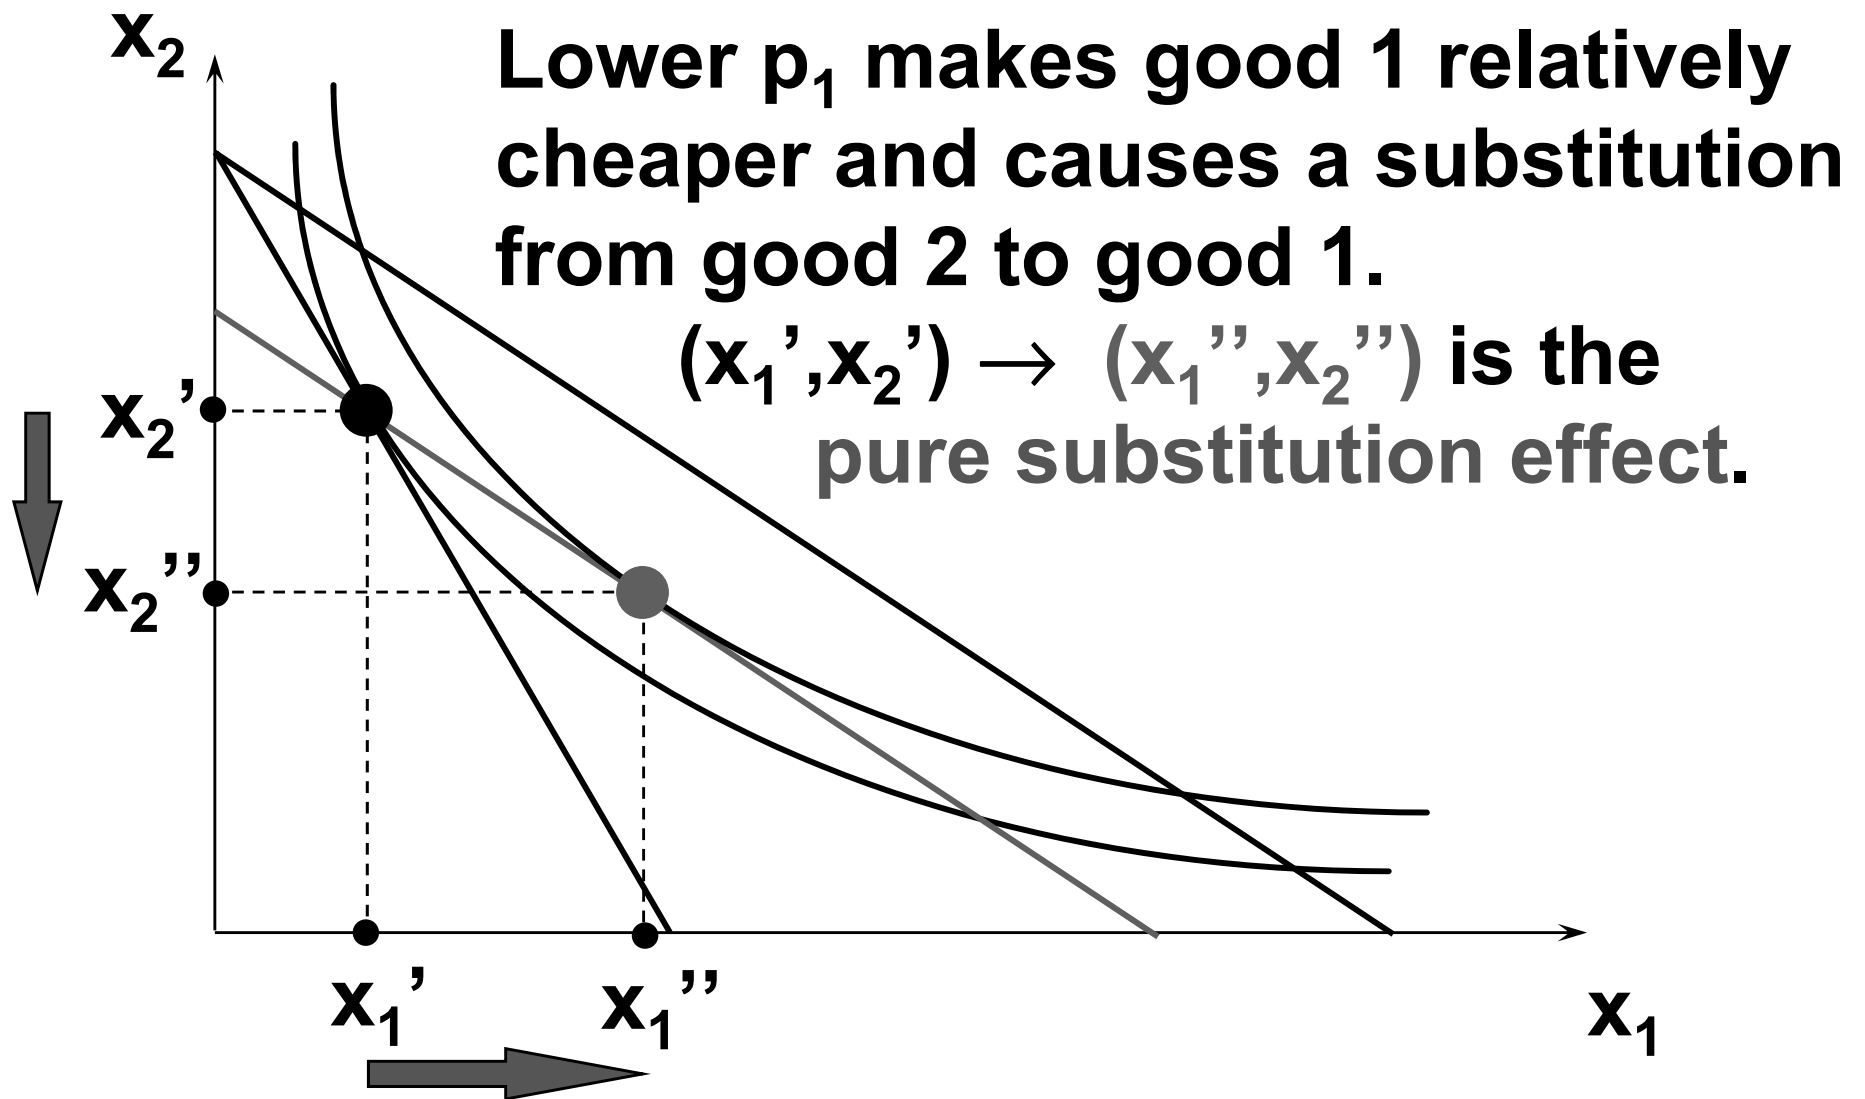 x₂
Lower p₁ makes good 1 relatively
cheaper and causes a substitution
from good 2 to good 1.
(x₁’,x₂’) → (x₁’’,x₂’’) is the
pure substitution effect.
x₂’
x₂’’
x₁’
x₁’’
x₁